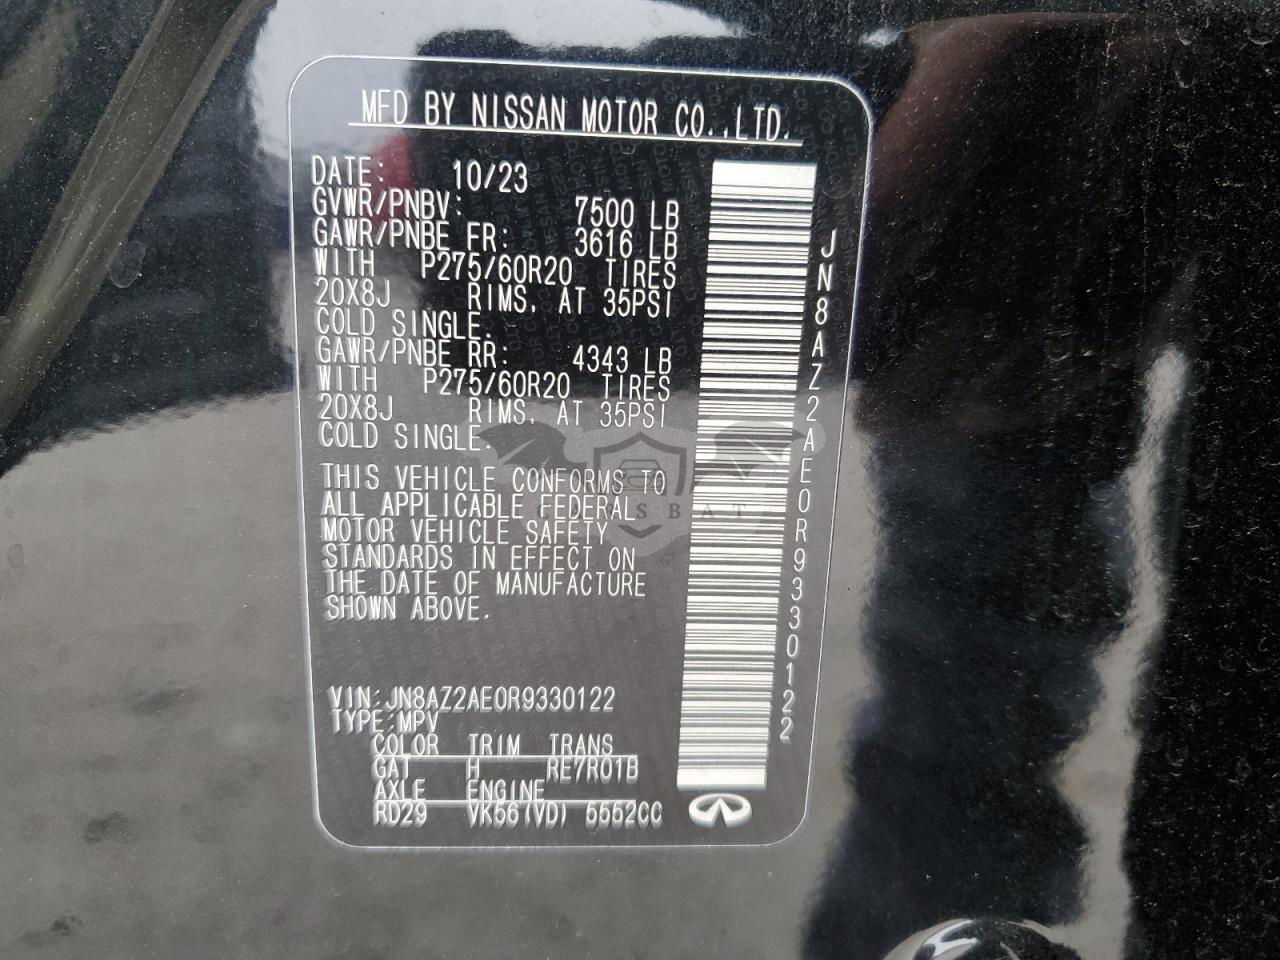 MFD BY NISSAN MOTOR CO.,LTD.
DATE: 10/23
GVWR/PNBV: 7500 LB
GAWR/PNBE FR: 3616 LB
WITH P275/60R20 TIRES
20X8J RIMS, AT 35PSI
COLD SINGLE.
GAWR/PNBE RR: 4343 LB
WITH P275/60R20 TIRES
20X8J RIMS, AT 35PSI
COLD SINGLE.
THIS VEHICLE CONFORMS TO
ALL APPLICABLE FEDERAL
MOTOR VEHICLE SAFETY
STANDARDS IN EFFECT ON
THE DATE OF MANUFACTURE
SHOWN ABOVE.
VIN:JN8AZ2AE0R9330122
TYPE:MPV
COLOR TRIM TRANS
GAT H RE7R01B
AXLE ENGINE
RD29 VK56(VD) 5552CC
JN8AZ2AE0R9330122